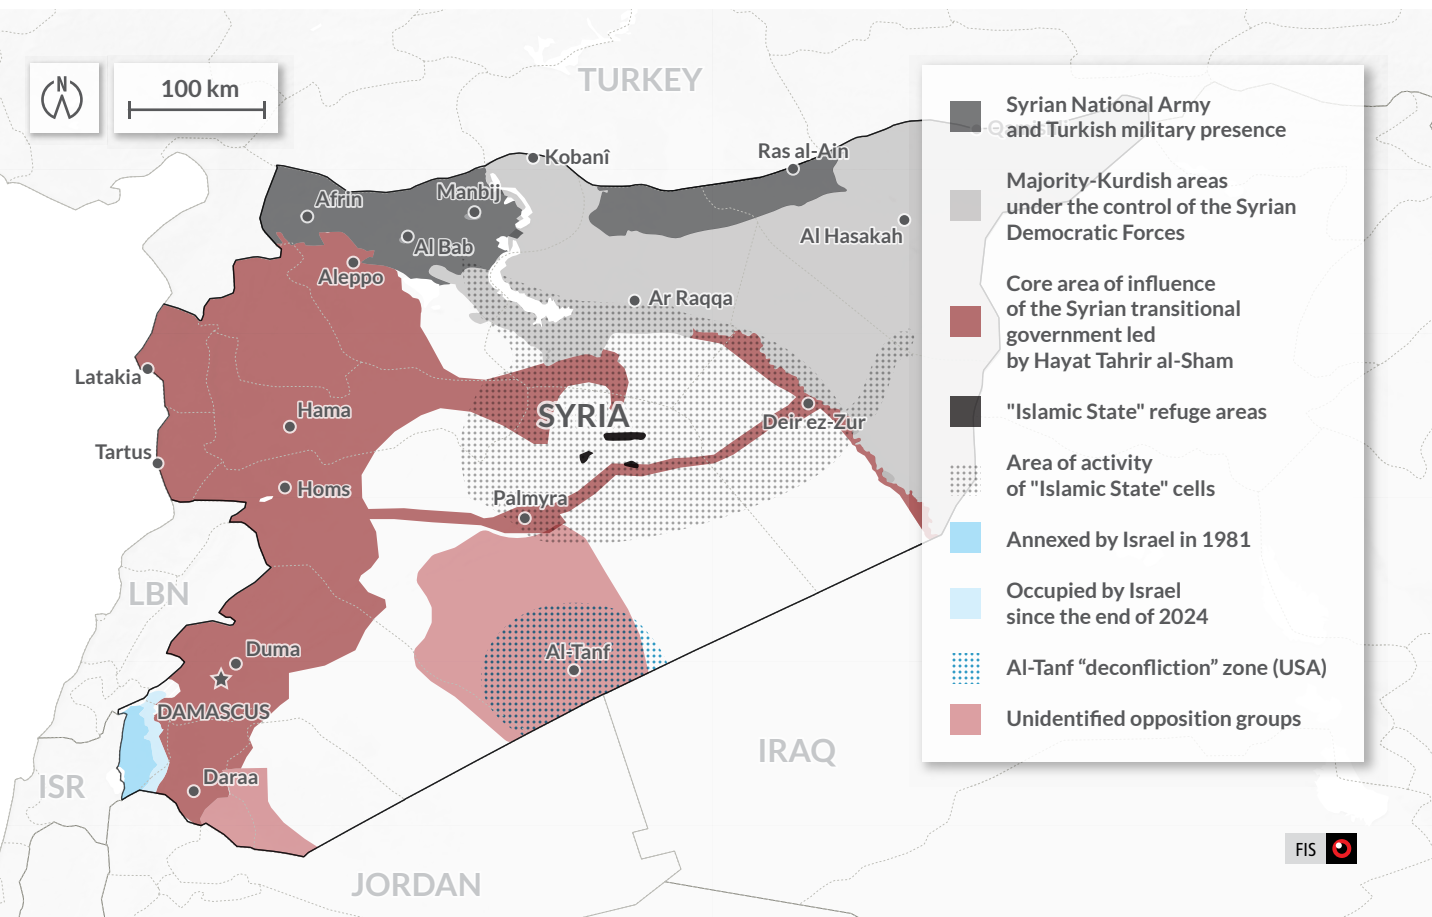 N
100 km
TURKEY
Kobanî
Ras al-Ain
Afrin
Manbij
Al Bab
Al Hasakah
Aleppo
Ar Raqqa
Latakia
Hama
SYRIA
Deir ez-Zur
Tartus
Homs
Palmyra
LBN
Duma
Al-Tanf
DAMASCUS
IRAQ
Daraa
ISR
JORDAN
Syrian National Army
and Turkish military presence
Majority-Kurdish areas
under the control of the Syrian
Democratic Forces
Core area of influence
of the Syrian transitional
government led
by Hayat Tahrir al-Sham
"Islamic State" refuge areas
Area of activity
of "Islamic State" cells
Annexed by Israel in 1981
Occupied by Israel
since the end of 2024
Al-Tanf “deconfliction” zone (USA)
Unidentified opposition groups
FIS